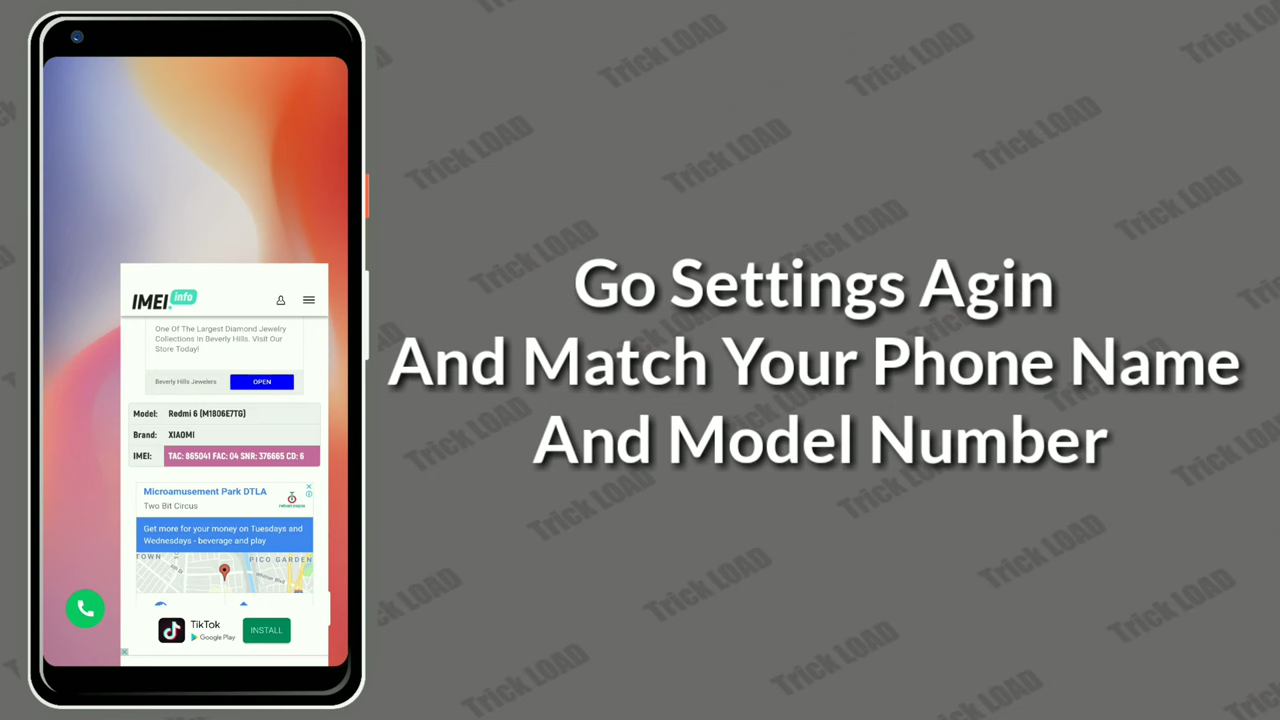 IMEI.info
One Of The Largest Diamond Jewelry
Collections In Beverly Hills. Visit Our
Store Today!
Beverly Hills Jewelers
OPEN
Model: Redmi 6 (M1806E7TG)
Brand: XIAOMI
IMEI: TAC: 865041 FAC: 04 SNR: 376665 CD: 6
Microamusement Park DTLA
Two Bit Circus
Get more for your money on Tuesdays and
Wednesdays - beverage and play
TOWN
PICO GARDEN
Whittier Blvd
TikTok
Google Play
INSTALL
Go Settings Agin
And Match Your Phone Name
And Model Number
Trick LOAD